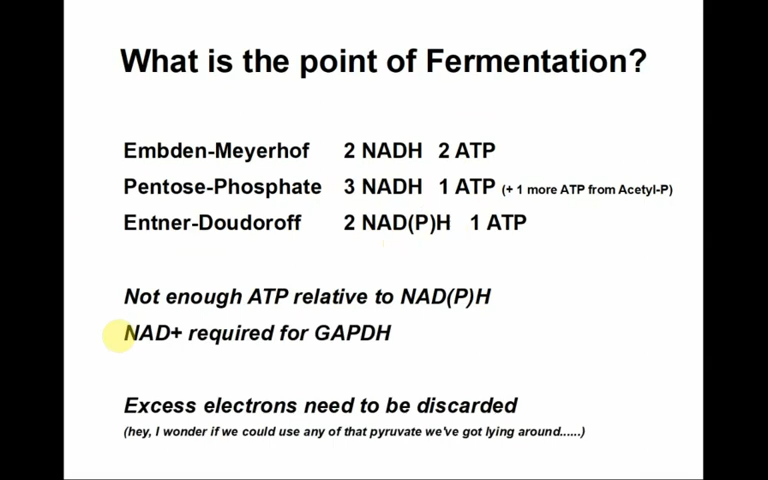 What is the point of Fermentation?
Embden-Meyerhof 2 NADH 2 ATP
Pentose-Phosphate 3 NADH 1 ATP (+ 1 more ATP from Acetyl-P)
Entner-Doudoroff 2 NAD(P)H 1 ATP
Not enough ATP relative to NAD(P)H
NAD+ required for GAPDH
Excess electrons need to be discarded
(hey, I wonder if we could use any of that pyruvate we've got lying around......)